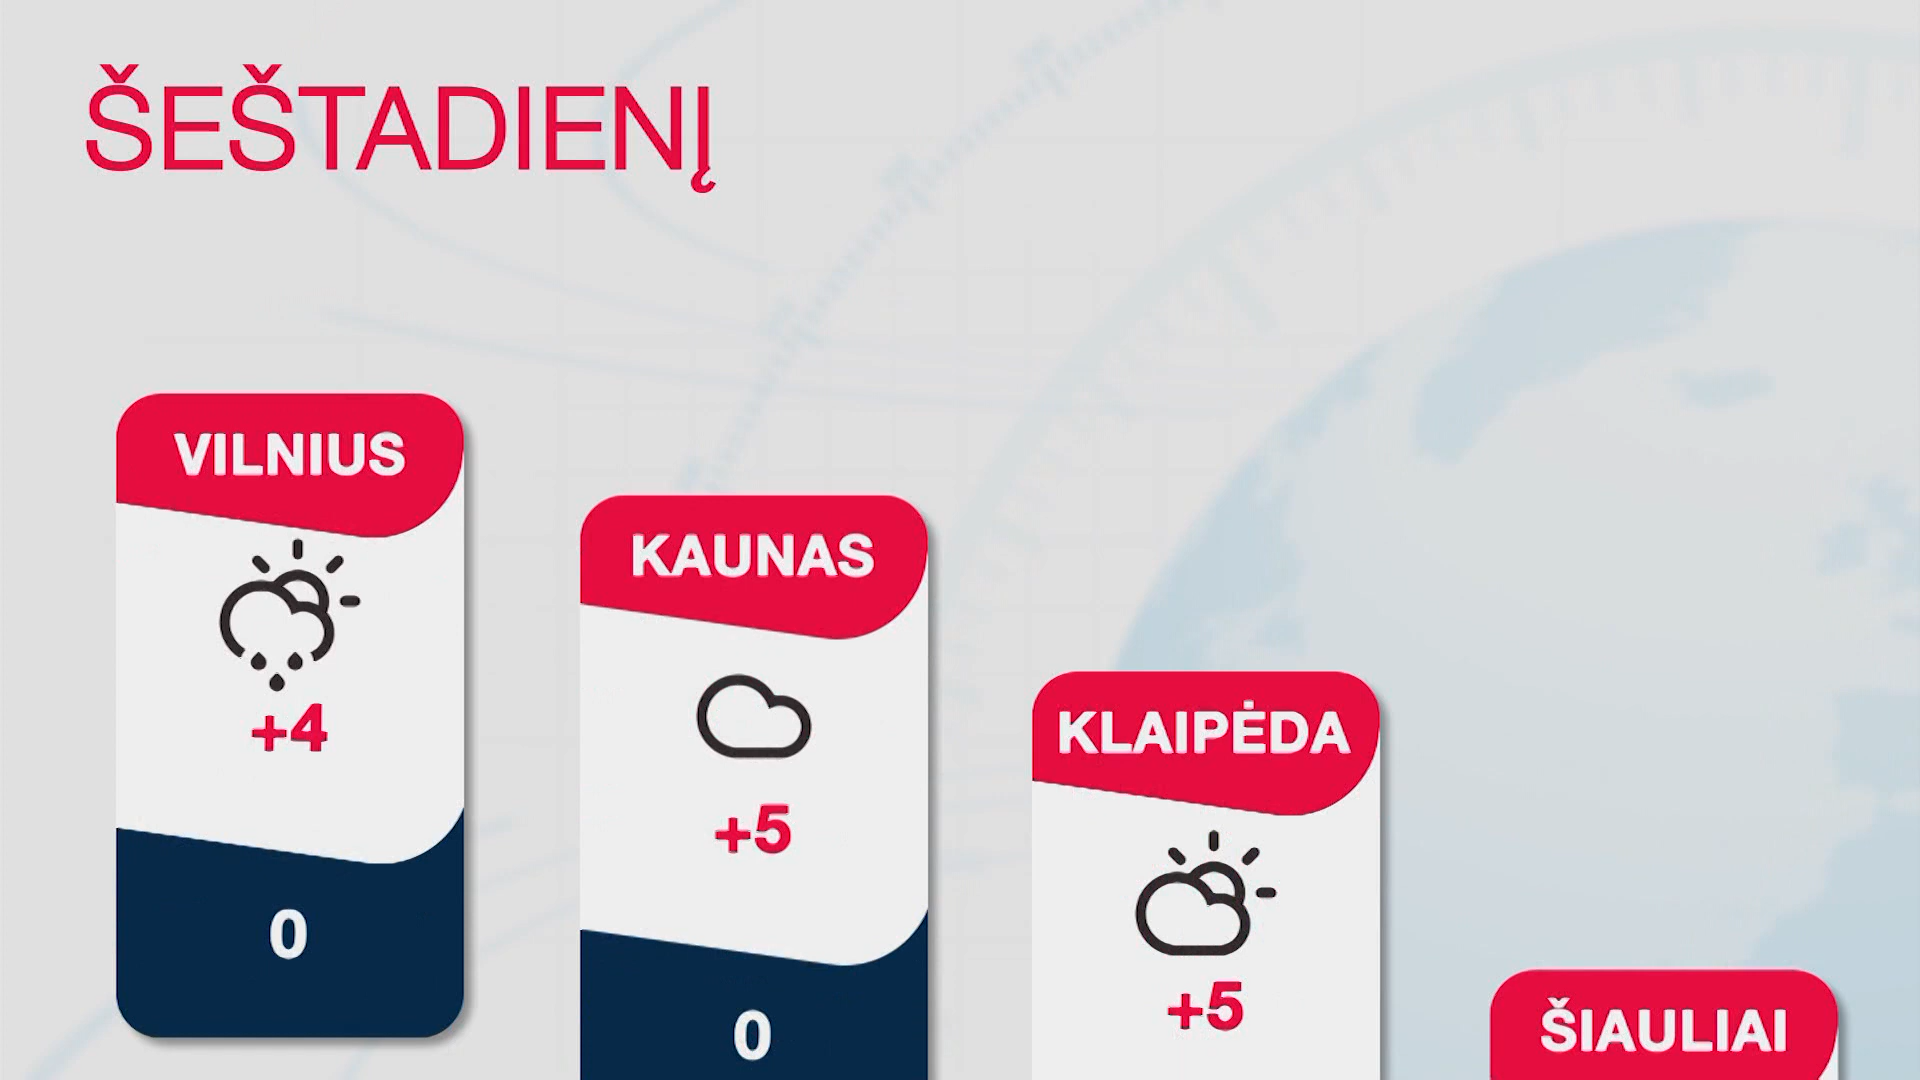 ŠEŠTADIENĮ
VILNIUS
+4
0
KAUNAS
+5
0
KLAIPĖDA
+5
ŠIAULIAI